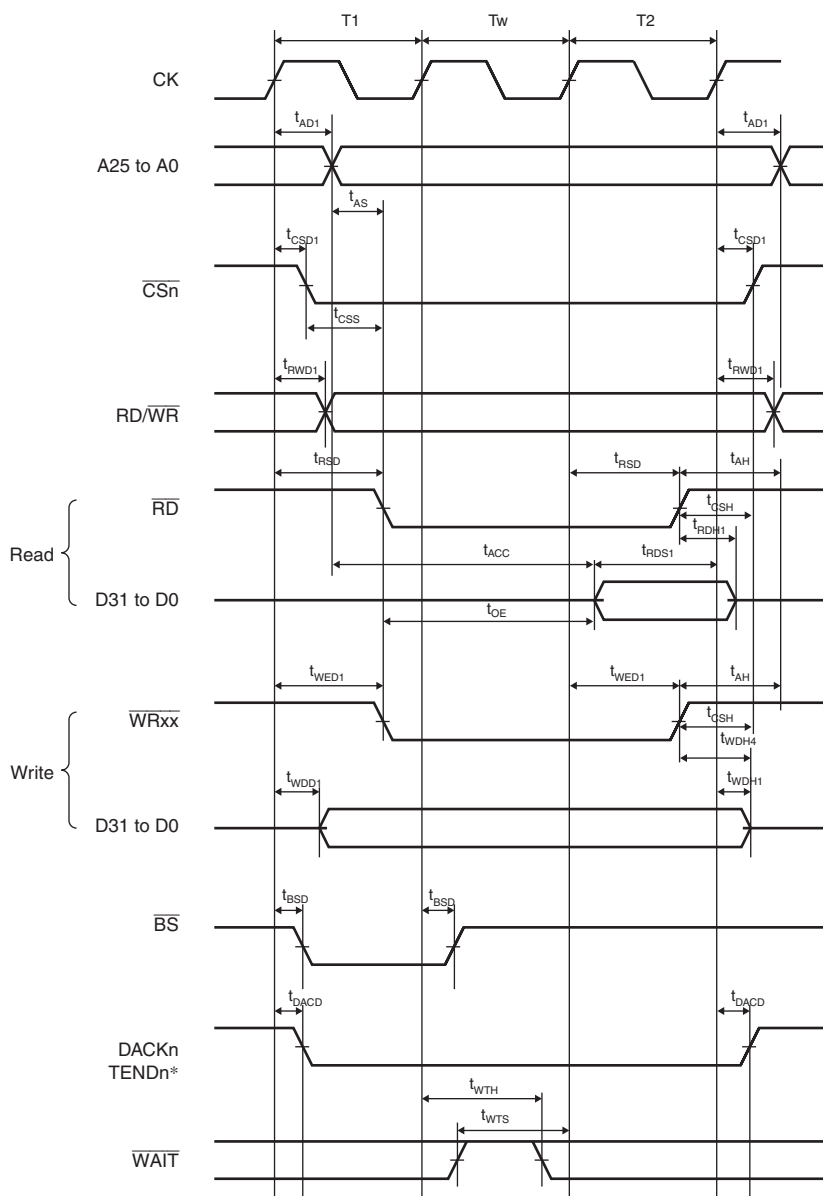 T1 Tw T2
CK
tAD1 tAD1
A25 to A0
tAS
tCSD1 tCSD1
CSn
tCSS
tRWD1 tRWD1
RD/WR
tRSD tRSD tAH
RD tCSH
tRDH1
Read
tACC tRDS1
D31 to D0
tOE
tWED1 tWED1 tAH
WRxx tCSH
tWDH4
Write
tWDD1 tWDH1
D31 to D0
tBSD tBSD
BS
tDACD tDACD
DACKn
TENDn*
tWTH
tWTS
WAIT